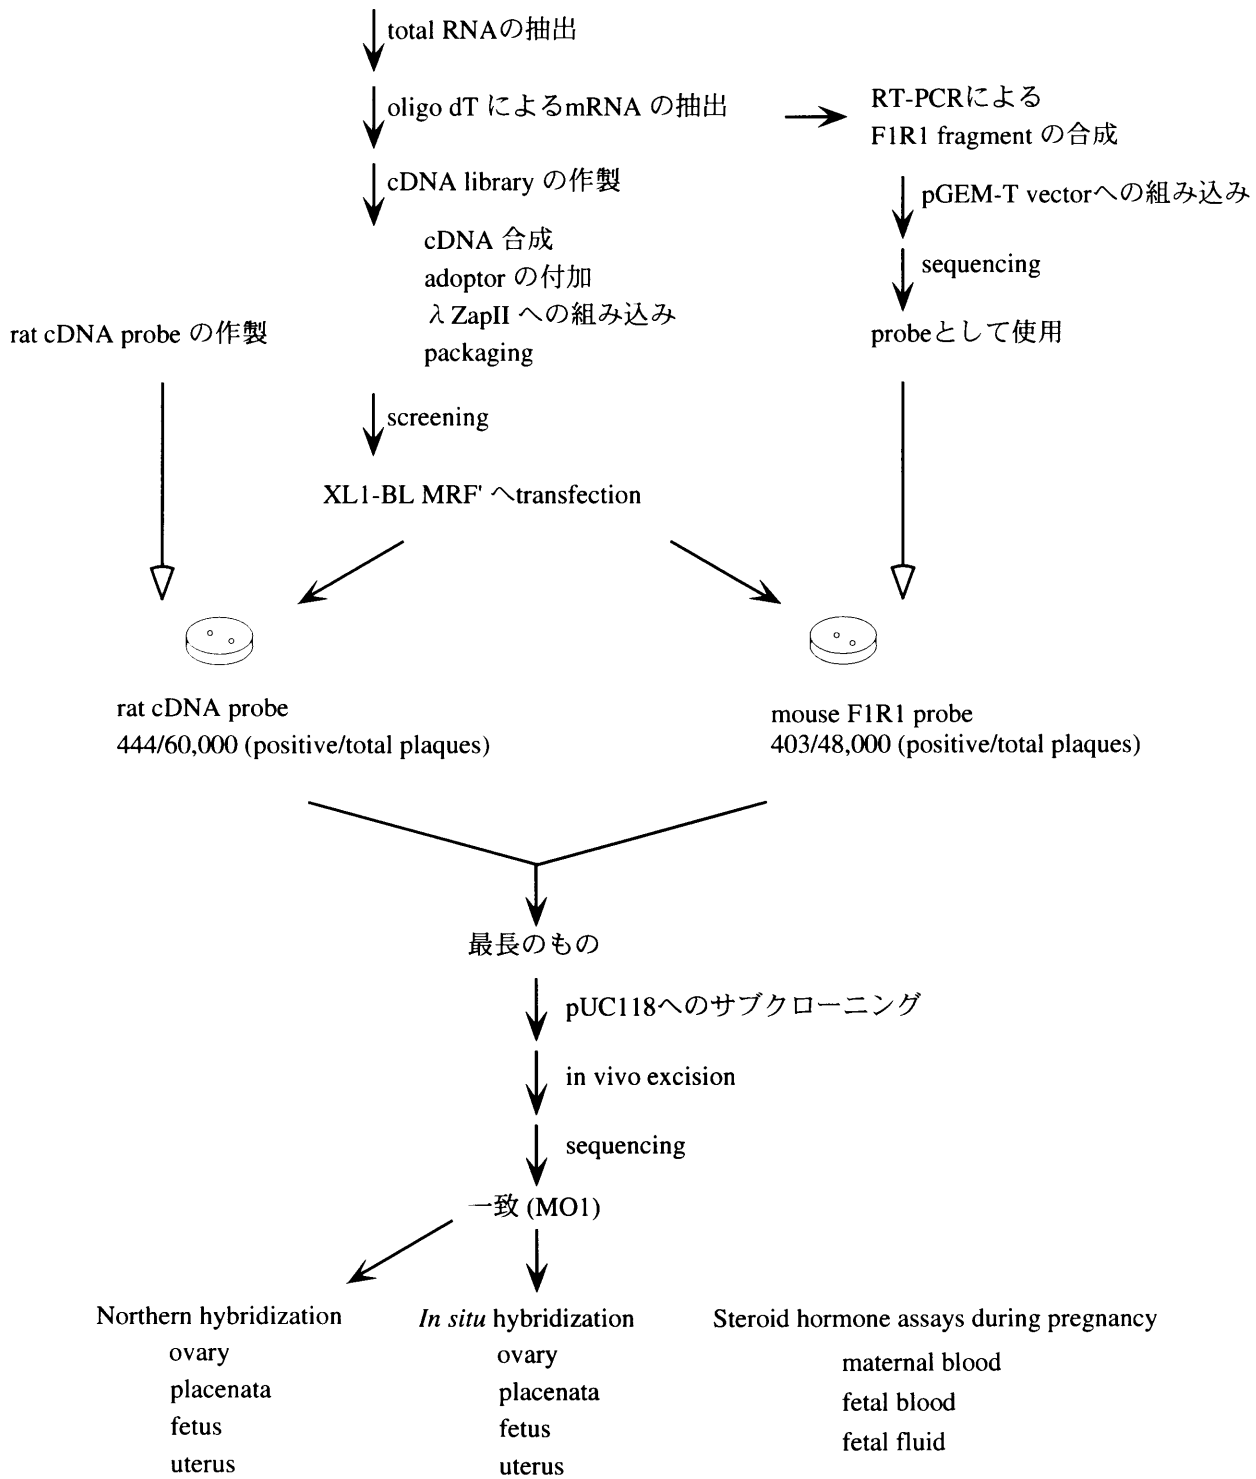 total RNAの抽出
oligo dT によるmRNA の抽出
RT-PCRによる
F1R1 fragment の合成
cDNA library の作製
pGEM-T vectorへの組み込み
cDNA 合成
adoptor の付加
λ ZapII への組み込み
packaging
sequencing
rat cDNA probe の作製
probeとして使用
screening
XL1-BL MRF' へtransfection
rat cDNA probe
444/60,000 (positive/total plaques)
mouse F1R1 probe
403/48,000 (positive/total plaques)
最長のもの
pUC118へのサブクローニング
in vivo excision
sequencing
一致 (MO1)
Northern hybridization
ovary
placenata
fetus
uterus
In situ hybridization
ovary
placenata
fetus
uterus
Steroid hormone assays during pregnancy
maternal blood
fetal blood
fetal fluid